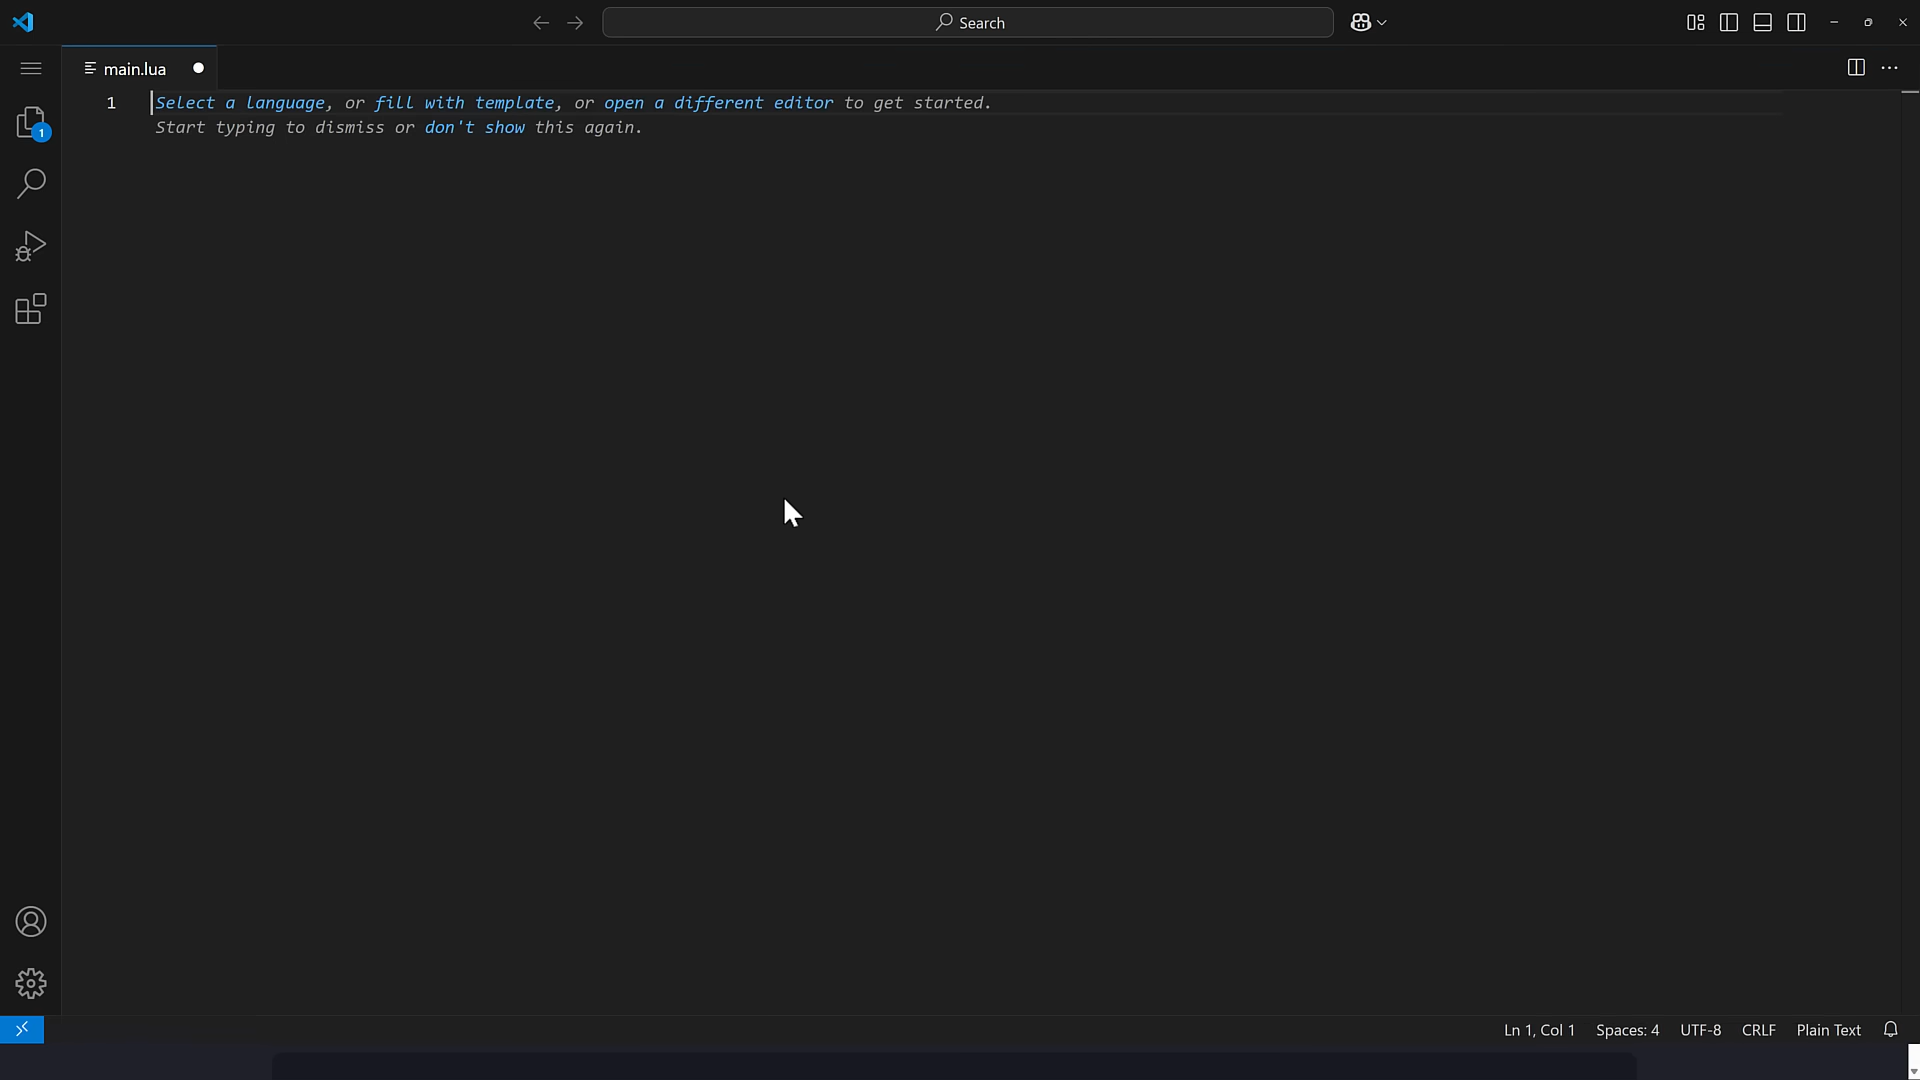 Search
main.lua
1 Select a language, or fill with template, or open a different editor to get started.
Start typing to dismiss or don't show this again.
1
Ln 1, Col 1 Spaces: 4 UTF-8 CRLF Plain Text